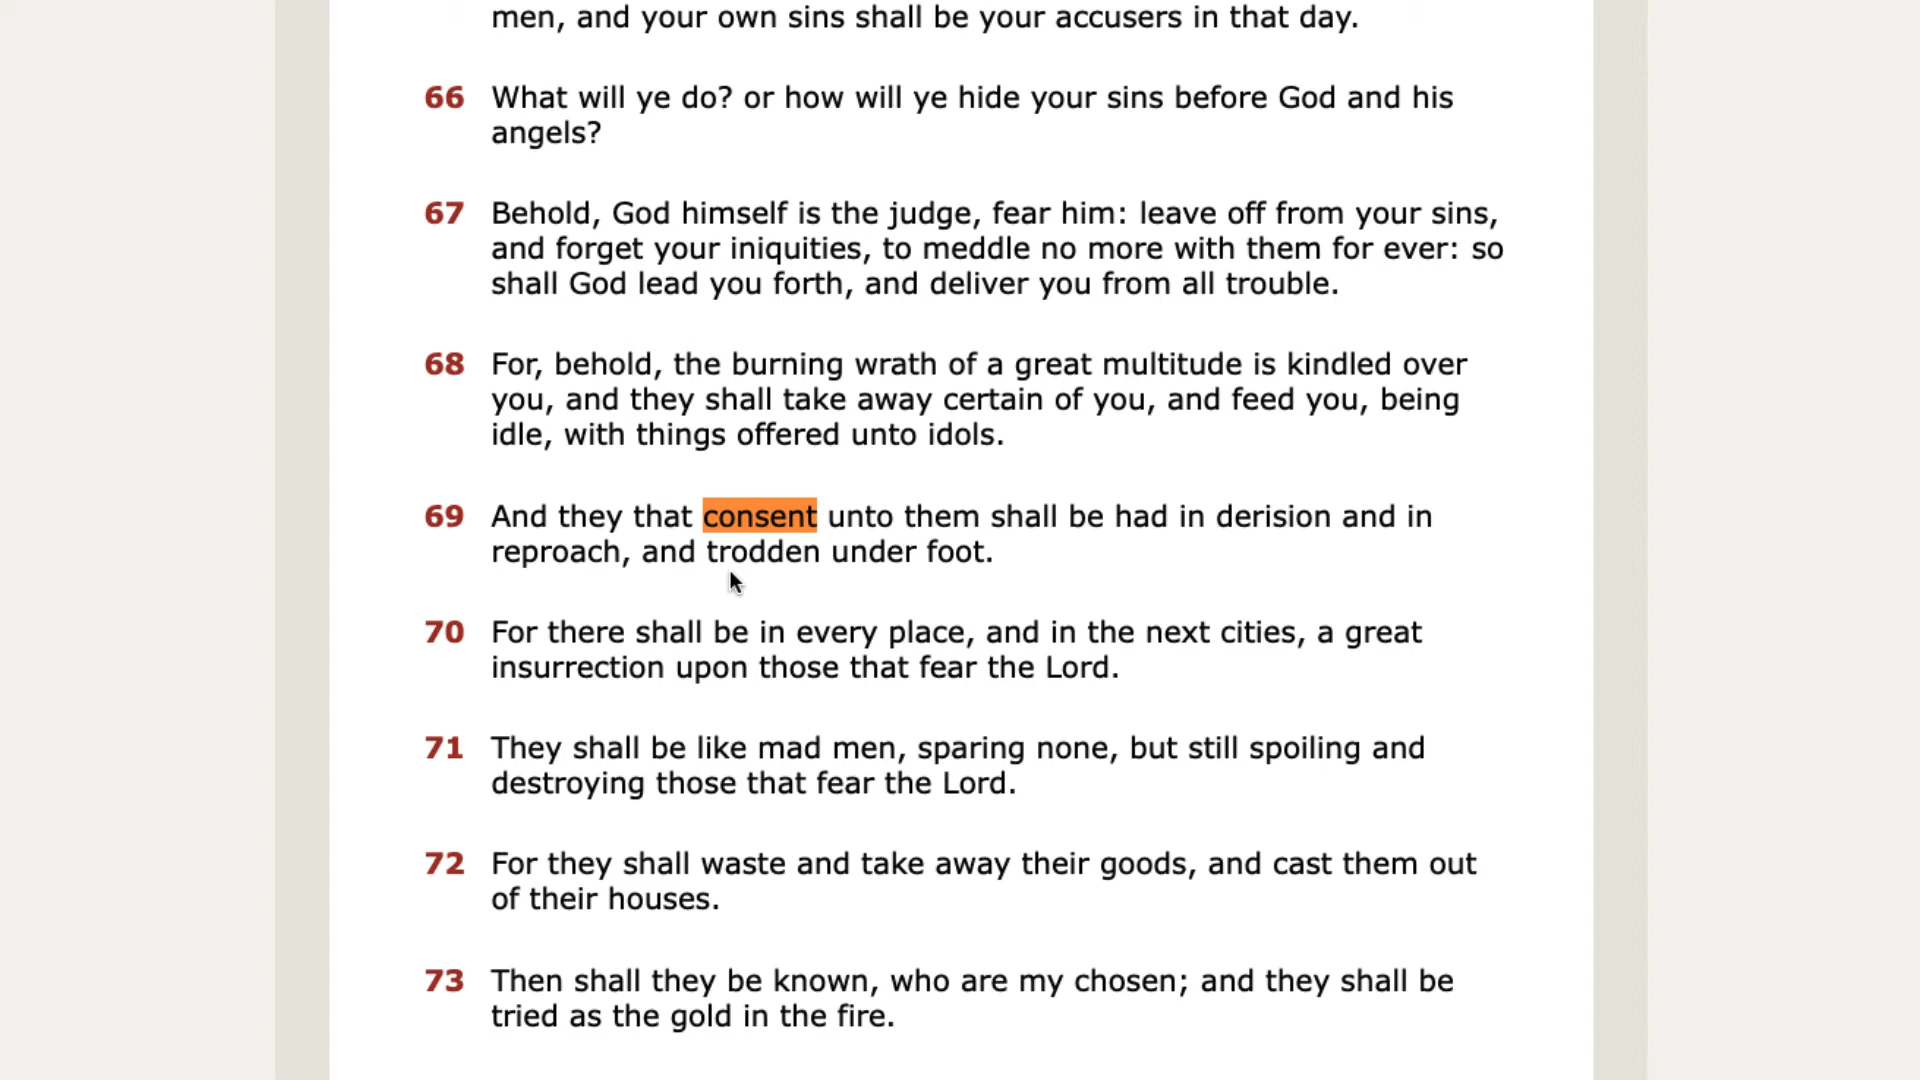 men, and your own sins shall be your accusers in that day.
66 What will ye do? or how will ye hide your sins before God and his
angels?
67 Behold, God himself is the judge, fear him: leave off from your sins,
and forget your iniquities, to meddle no more with them for ever: so
shall God lead you forth, and deliver you from all trouble.
68 For, behold, the burning wrath of a great multitude is kindled over
you, and they shall take away certain of you, and feed you, being
idle, with things offered unto idols.
69 And they that consent unto them shall be had in derision and in
reproach, and trodden under foot.
70 For there shall be in every place, and in the next cities, a great
insurrection upon those that fear the Lord.
71 They shall be like mad men, sparing none, but still spoiling and
destroying those that fear the Lord.
72 For they shall waste and take away their goods, and cast them out
of their houses.
73 Then shall they be known, who are my chosen; and they shall be
tried as the gold in the fire.